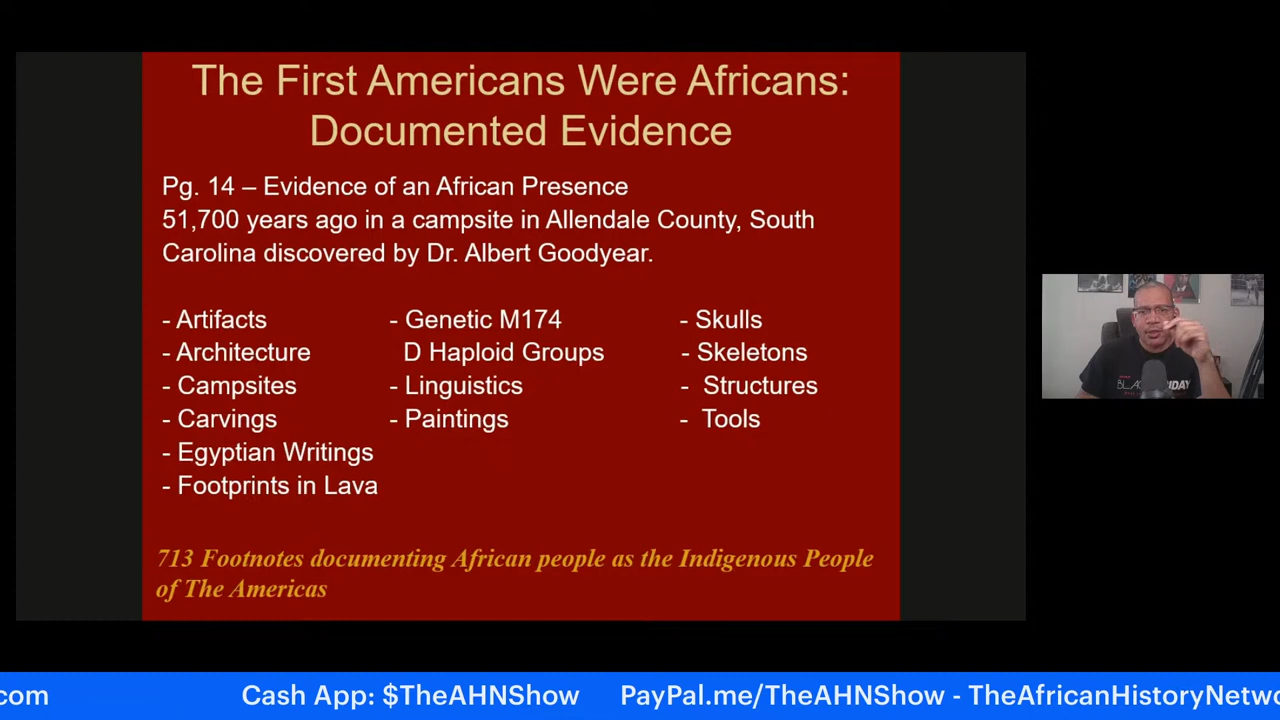 The First Americans Were Africans:
Documented Evidence
Pg. 14 – Evidence of an African Presence
51,700 years ago in a campsite in Allendale County, South
Carolina discovered by Dr. Albert Goodyear.
- Artifacts
- Architecture
- Campsites
- Carvings
- Egyptian Writings
- Footprints in Lava
- Genetic M174
D Haploid Groups
- Linguistics
- Paintings
- Skulls
- Skeletons
- Structures
- Tools
713 Footnotes documenting African people as the Indigenous People
of The Americas
.com Cash App: $TheAHNShow PayPal.me/TheAHNShow - TheAfricanHistoryNetwo